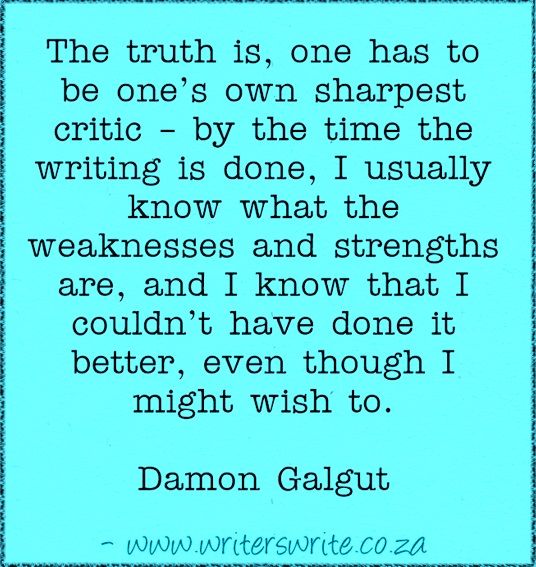 The truth is, one has to
be one’s own sharpest
critic – by the time the
writing is done, I usually
know what the
weaknesses and strengths
are, and I know that I
couldn’t have done it
better, even though I
might wish to.
Damon Galgut
- www.writerswrite.co.za